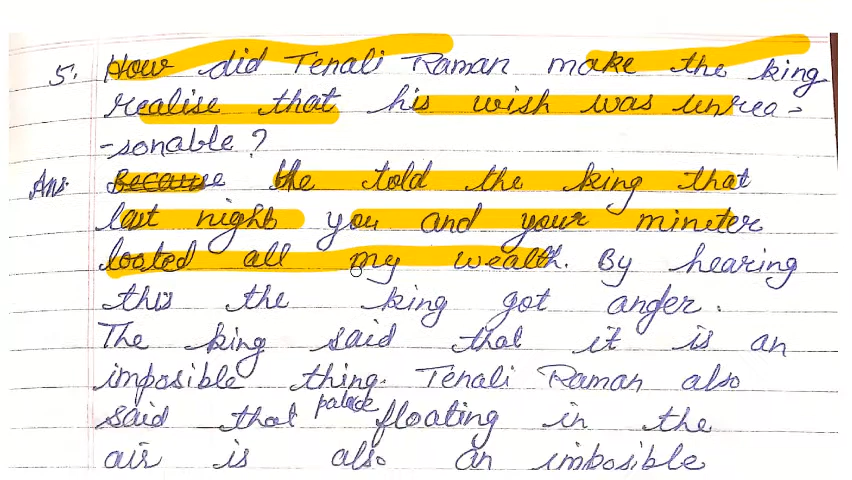 5. How did Tenali Raman make the king
realise that his wish was unrea-
-sonable?
Ans. Because He told the king that
last night you and your mineter
looted all my wealth. By hearing
this the king got anger.
The king said that it is an
imposible thing. Tenali Raman also
said that palace floating in the
air is also an imposible